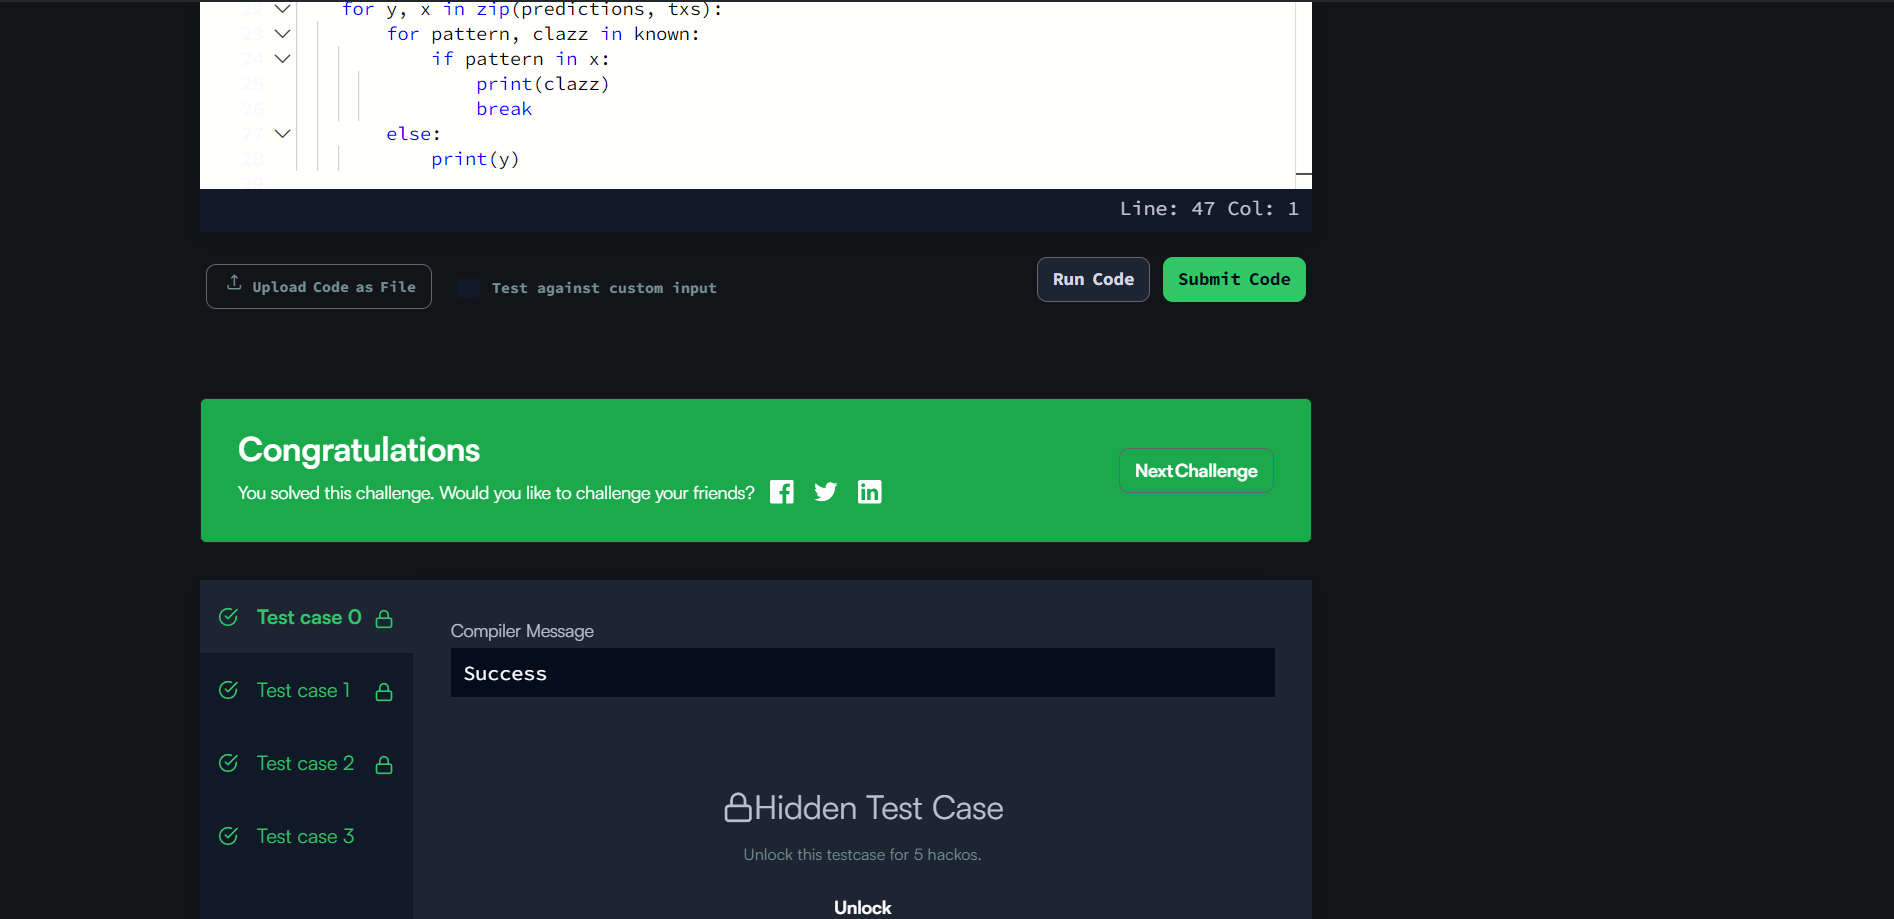 22 for y, x in zip(predictions, txs):
23 for pattern, clazz in known:
24 if pattern in x:
25 print(clazz)
26 break
27 else:
28 print(y)
29
Line: 47 Col: 1
Upload Code as File
Test against custom input
Run Code
Submit Code
Congratulations
You solved this challenge. Would you like to challenge your friends?
Next Challenge
Test case 0
Test case 1
Test case 2
Test case 3
Compiler Message
Success
Hidden Test Case
Unlock this testcase for 5 hackos.
Unlock